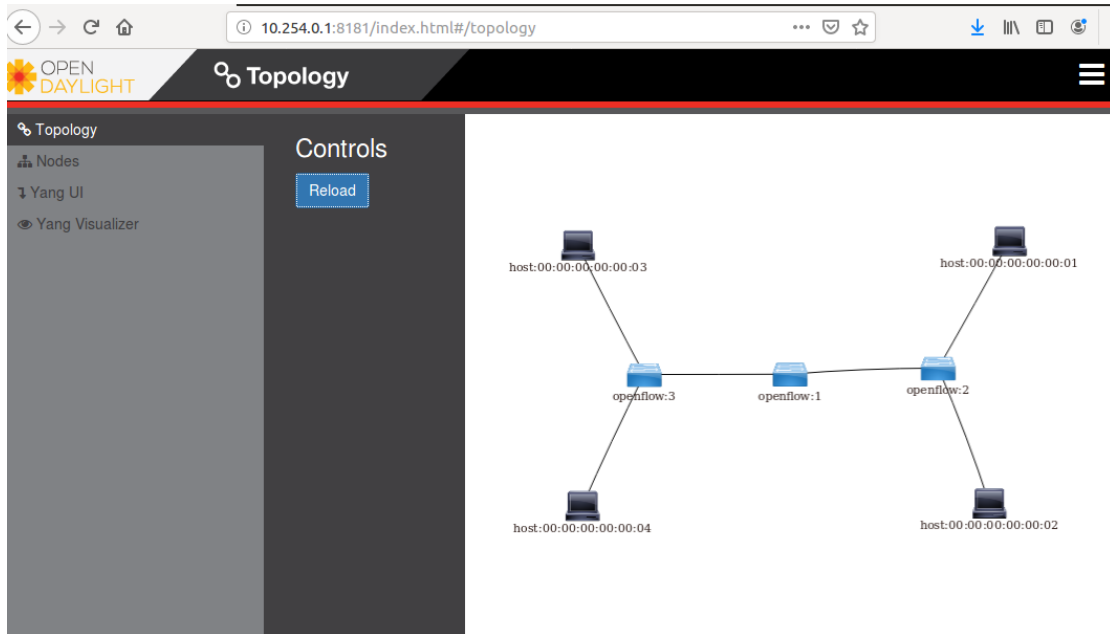 10.254.0.1:8181/index.html#/topology
OPEN
DAYLIGHT
Topology
Topology
Nodes
Yang UI
Yang Visualizer
Controls
Reload
host:00:00:00:00:00:03
host:00:00:00:00:00:01
openflow:3
openflow:1
openflow:2
host:00:00:00:00:00:04
host:00:00:00:00:00:02